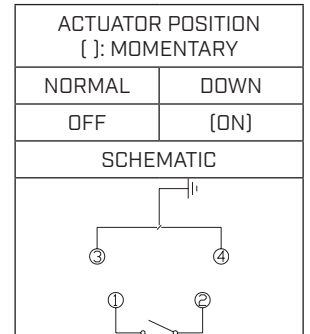 ACTUATOR POSITION
( ): MOMENTARY
NORMAL DOWN
OFF (ON)
SCHEMATIC
3 4
1 2